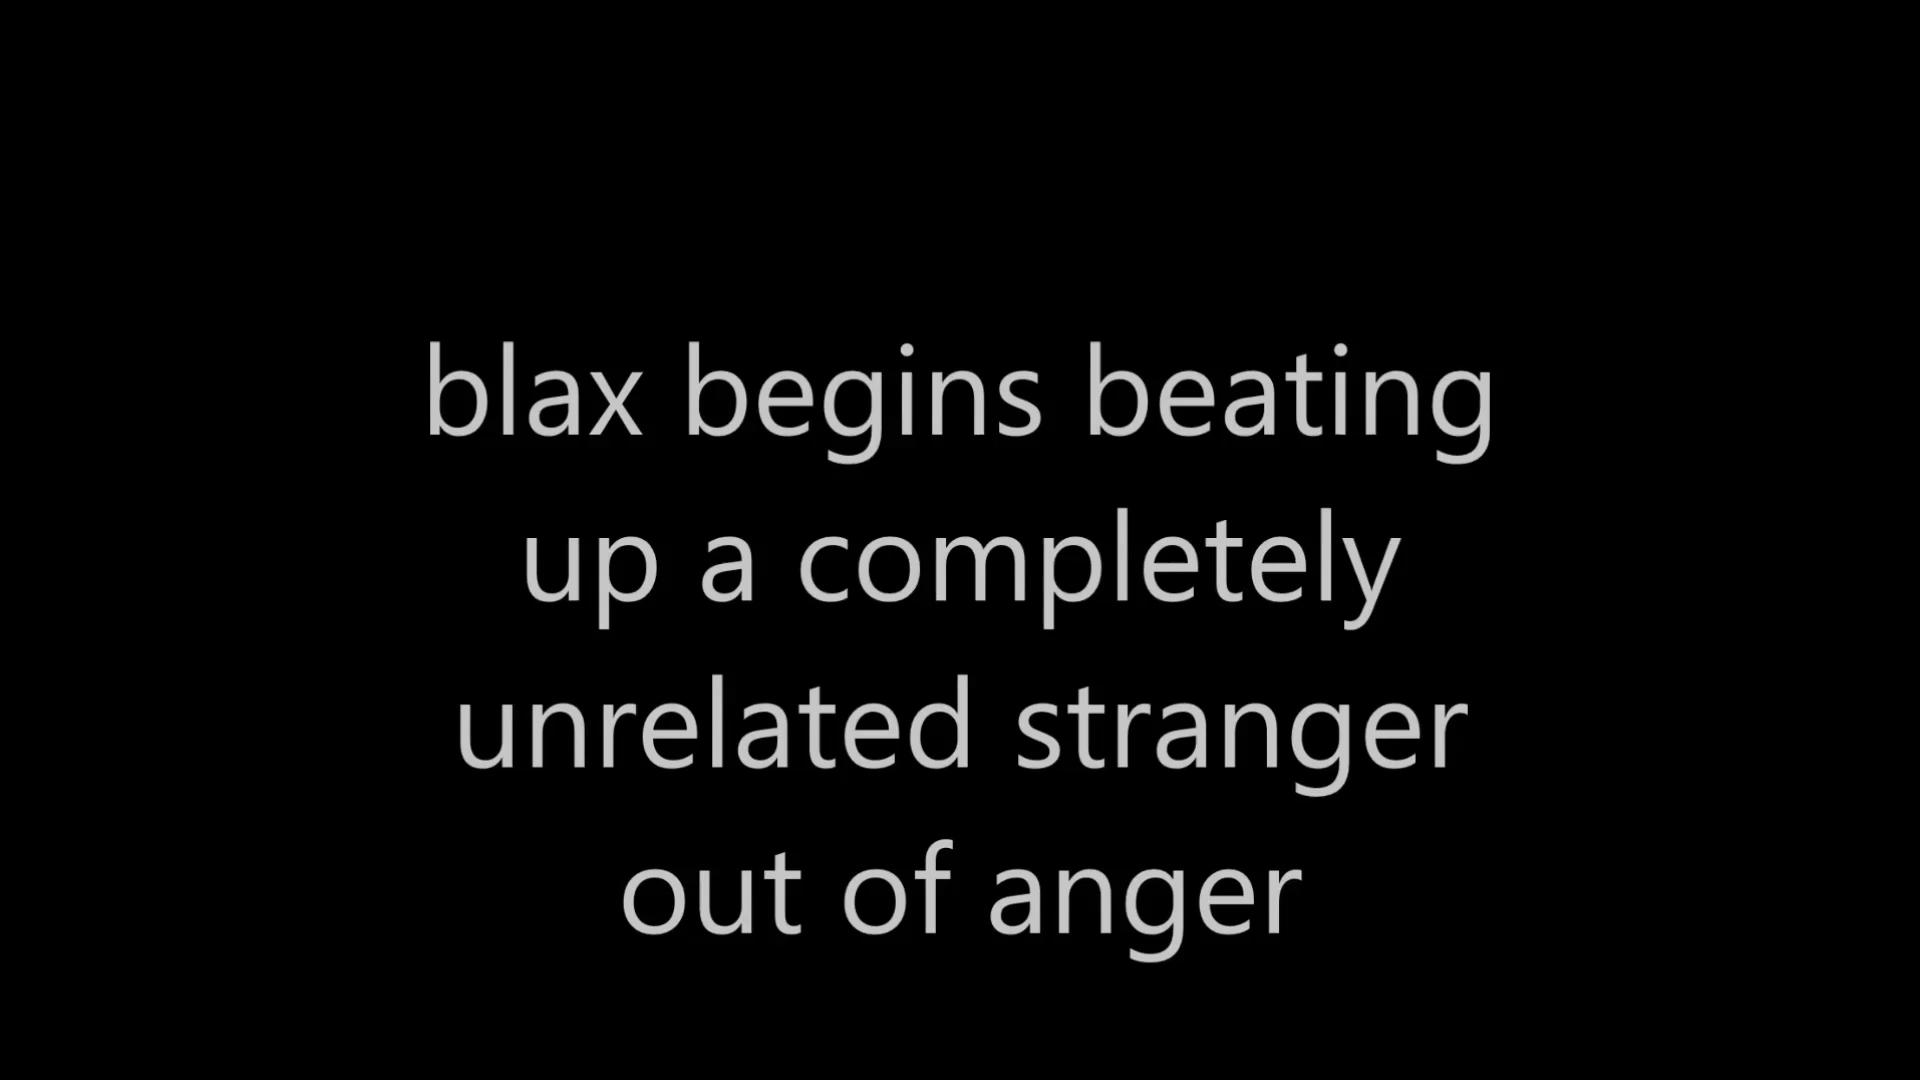 blax begins beating
up a completely
unrelated stranger
out of anger